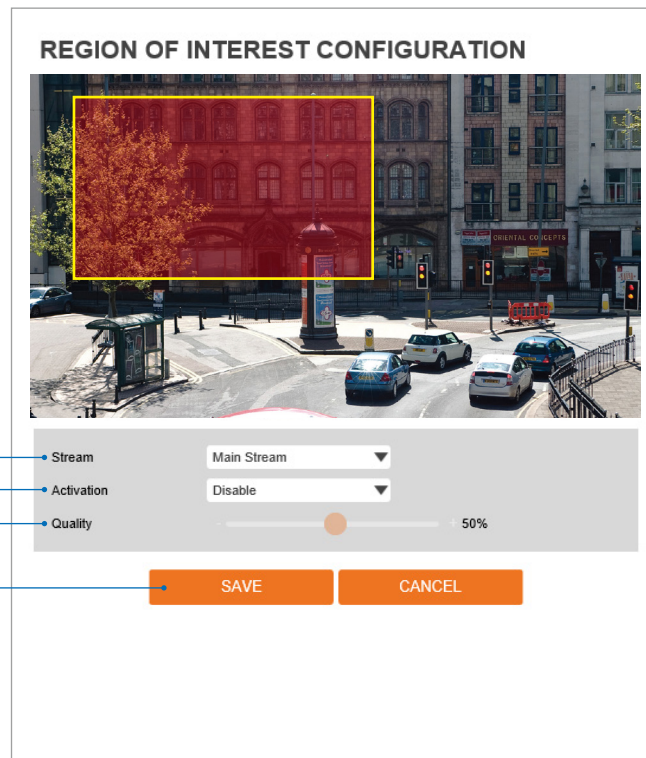 REGION OF INTEREST CONFIGURATION
ORIENTAL CONCEPTS
Stream Main Stream
Activation Disable
Quality - + 50%
SAVE CANCEL